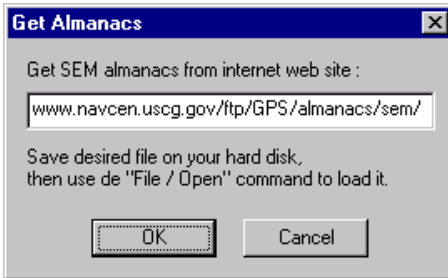 Get Almanacs
Get SEM almanacs from internet web site :
www.navcen.uscg.gov/ftp/GPS/almanacs/sem/
Save desired file on your hard disk,
then use de "File / Open" command to load it.
OK
Cancel